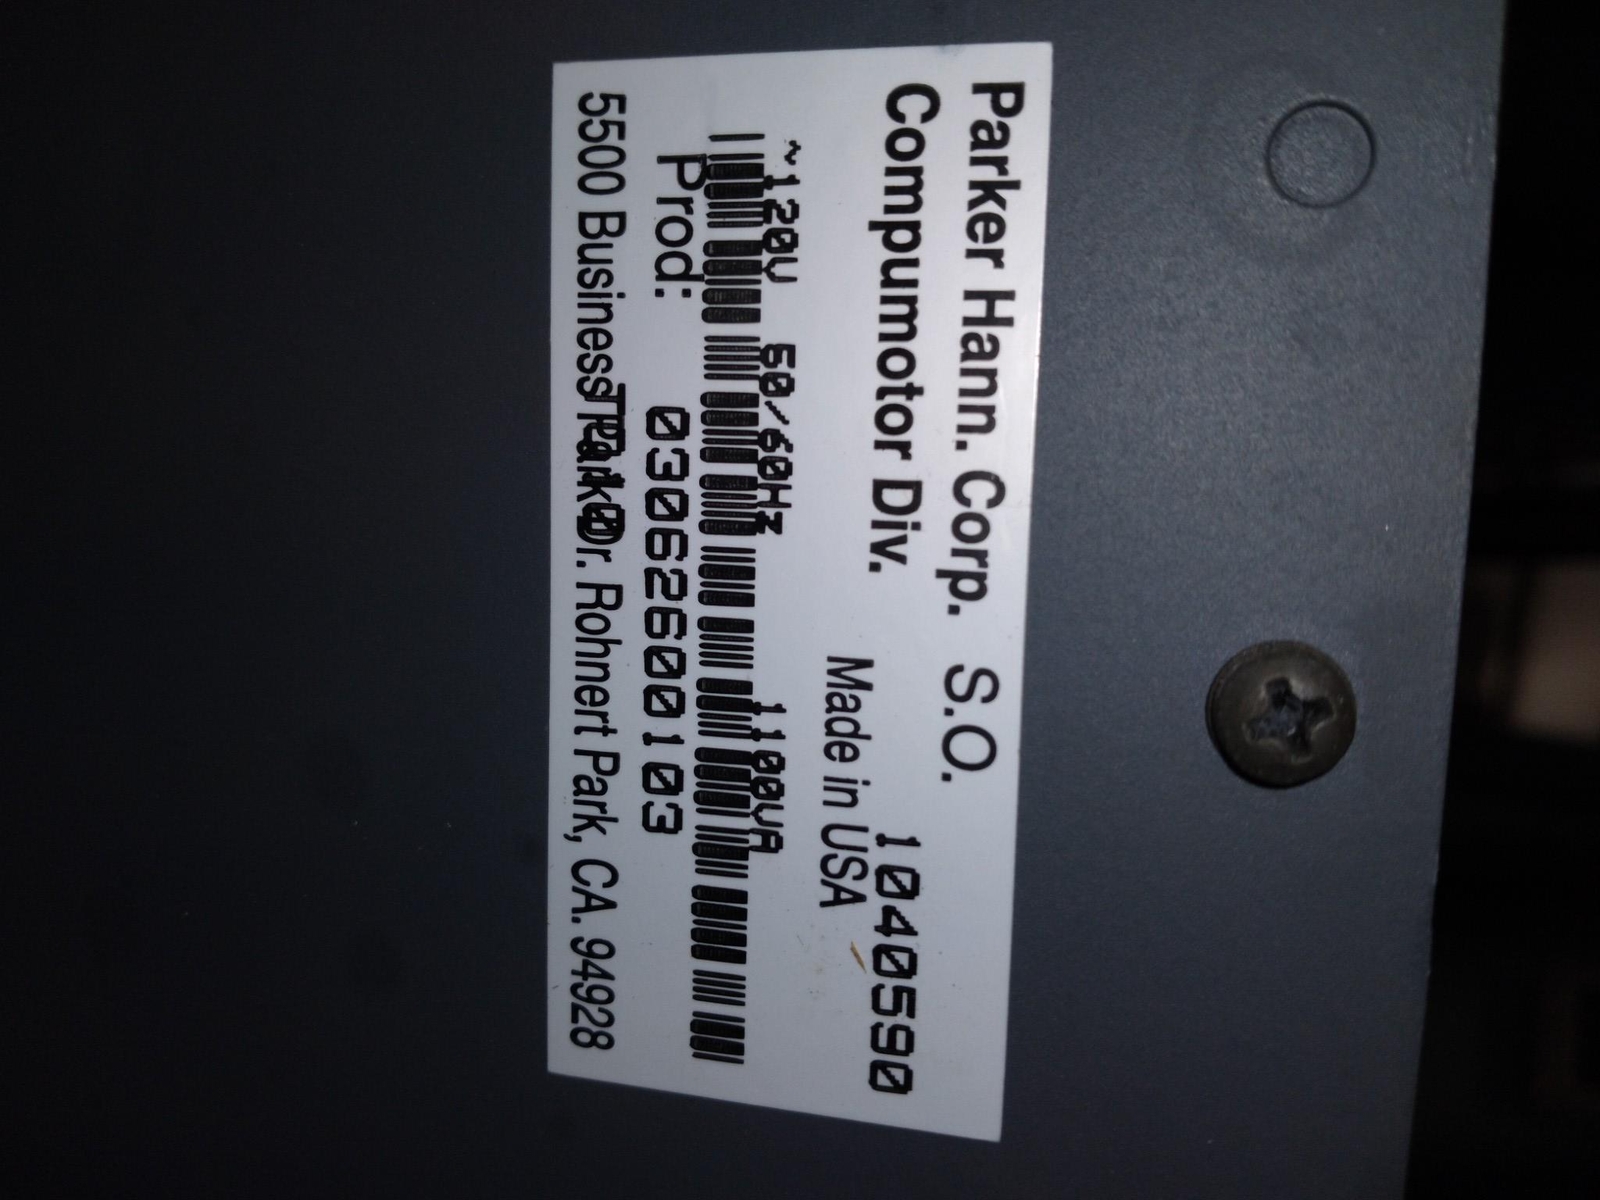 Parker Hann. Corp. S.O. 1040590
Compumotor Div.
Made in USA
~120V 50/60Hz 1100VA
Prod: 03062600103
5500 Business Park Dr. Rohnert Park, CA. 94928